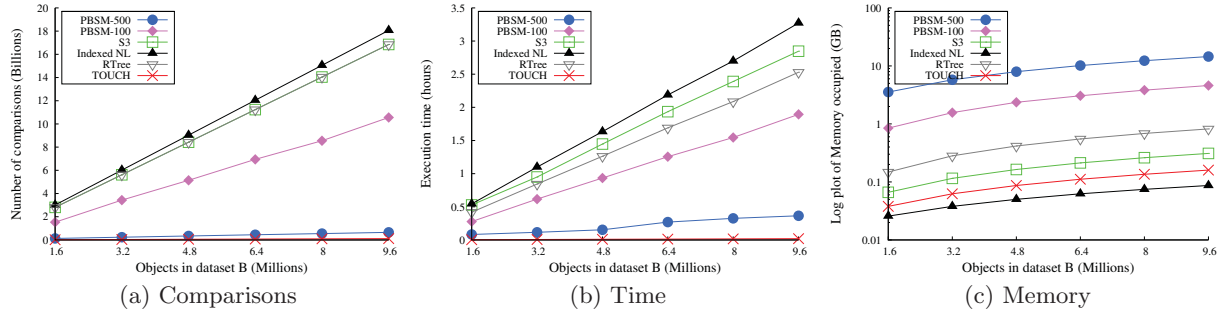 Number of comparisons (Billions)
20
18
16
14
12
10
8
6
4
2
0
PBSM-500
PBSM-100
S3
Indexed NL
RTree
TOUCH
1.6 3.2 4.8 6.4 8 9.6
Objects in dataset B (Millions)
(a) Comparisons
Execution time (hours)
3.5
3
2.5
2
1.5
1
0.5
0
PBSM-500
PBSM-100
S3
Indexed NL
RTree
TOUCH
1.6 3.2 4.8 6.4 8 9.6
Objects in dataset B (Millions)
(b) Time
Log plot of Memory occupied (GB)
100
10
1
0.1
0.01
PBSM-500
PBSM-100
S3
Indexed NL
RTree
TOUCH
1.6 3.2 4.8 6.4 8 9.6
Objects in dataset B (Millions)
(c) Memory